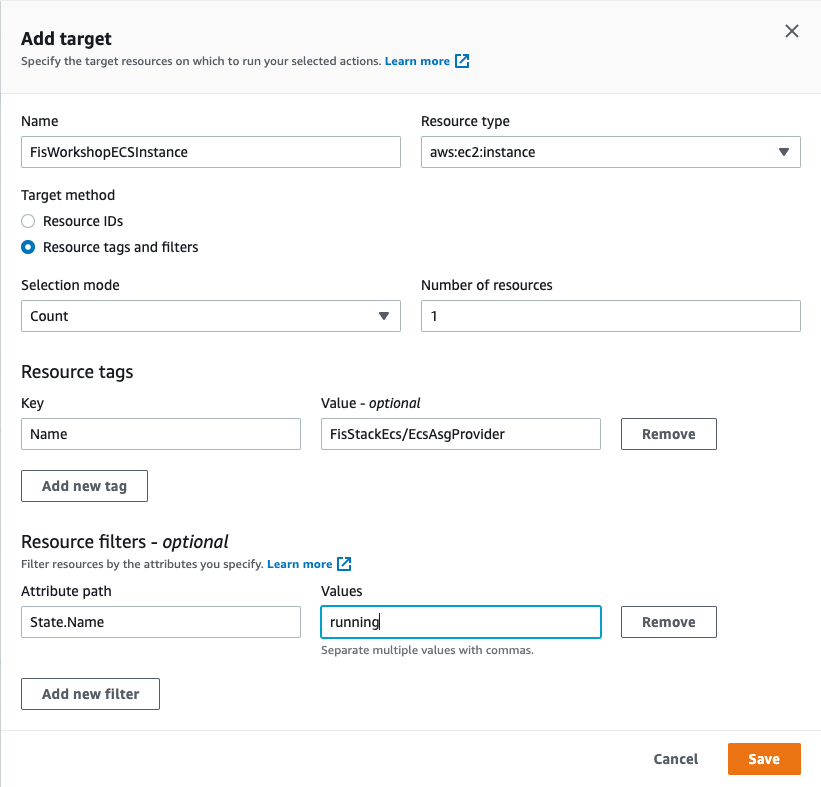 Add target
Specify the target resources on which to run your selected actions. Learn more
Name
Resource type
FisWorkshopECSInstance
aws:ec2:instance
Target method
Resource IDs
Resource tags and filters
Selection mode
Number of resources
Count
1
Resource tags
Key
Value - optional
Name
FisStackEcs/EcsAsgProvider
Remove
Add new tag
Resource filters - optional
Filter resources by the attributes you specify. Learn more
Attribute path
Values
State.Name
running
Remove
Separate multiple values with commas.
Add new filter
Cancel
Save